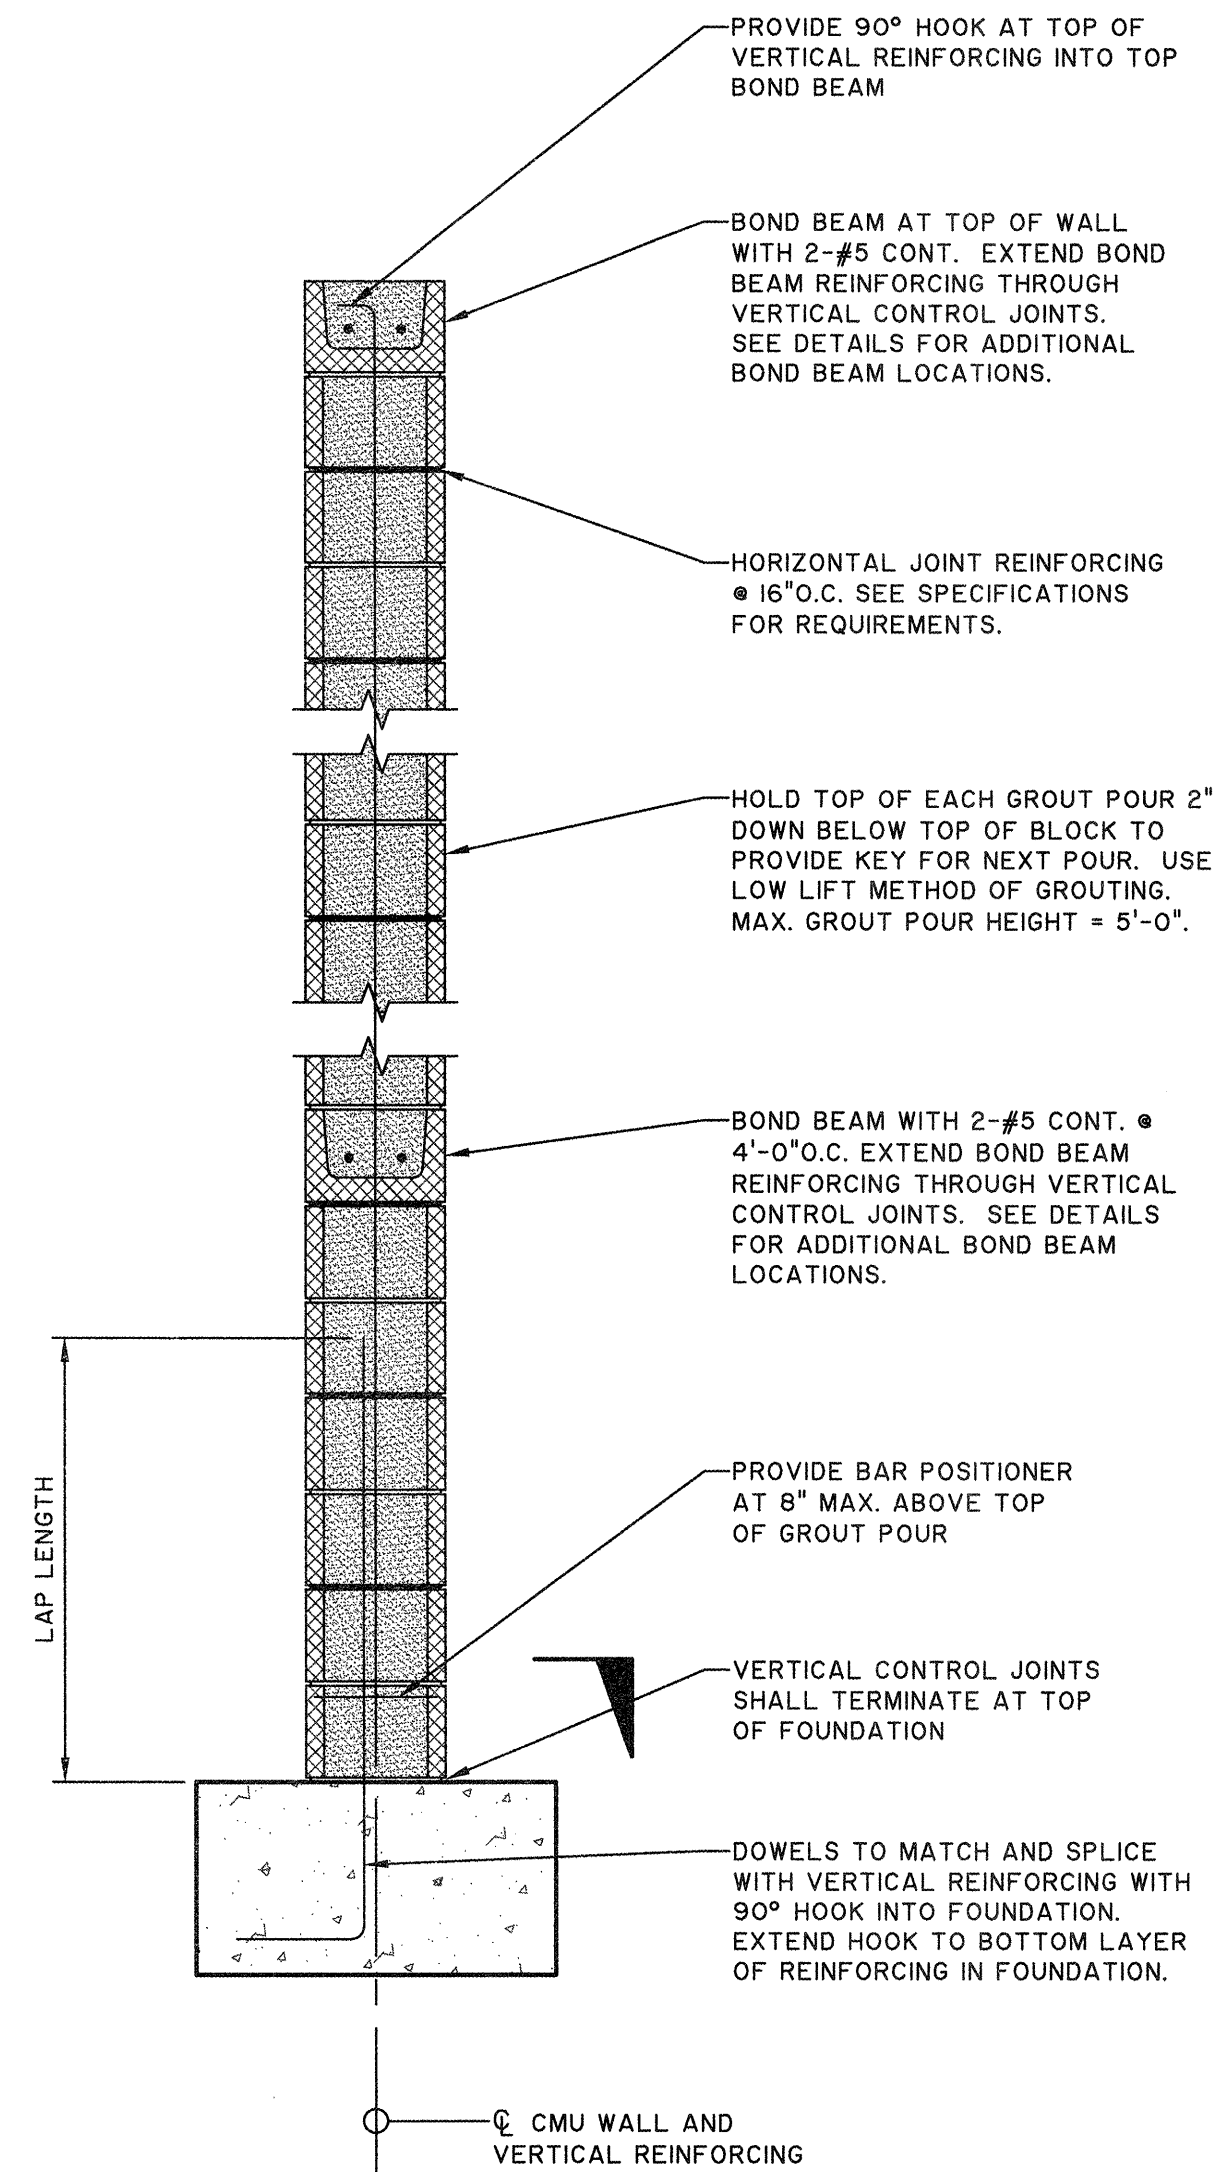 PROVIDE 90° HOOK AT TOP OF
VERTICAL REINFORCING INTO TOP
BOND BEAM
BOND BEAM AT TOP OF WALL
WITH 2-#5 CONT. EXTEND BOND
BEAM REINFORCING THROUGH
VERTICAL CONTROL JOINTS.
SEE DETAILS FOR ADDITIONAL
BOND BEAM LOCATIONS.
HORIZONTAL JOINT REINFORCING
@ 16"O.C. SEE SPECIFICATIONS
FOR REQUIREMENTS.
HOLD TOP OF EACH GROUT POUR 2"
DOWN BELOW TOP OF BLOCK TO
PROVIDE KEY FOR NEXT POUR. USE
LOW LIFT METHOD OF GROUTING.
MAX. GROUT POUR HEIGHT = 5'-0".
BOND BEAM WITH 2-#5 CONT. @
4'-0"O.C. EXTEND BOND BEAM
REINFORCING THROUGH VERTICAL
CONTROL JOINTS. SEE DETAILS
FOR ADDITIONAL BOND BEAM
LOCATIONS.
LAP LENGTH
PROVIDE BAR POSITIONER
AT 8" MAX. ABOVE TOP
OF GROUT POUR
VERTICAL CONTROL JOINTS
SHALL TERMINATE AT TOP
OF FOUNDATION
DOWELS TO MATCH AND SPLICE
WITH VERTICAL REINFORCING WITH
90° HOOK INTO FOUNDATION.
EXTEND HOOK TO BOTTOM LAYER
OF REINFORCING IN FOUNDATION.
℄ CMU WALL AND
VERTICAL REINFORCING